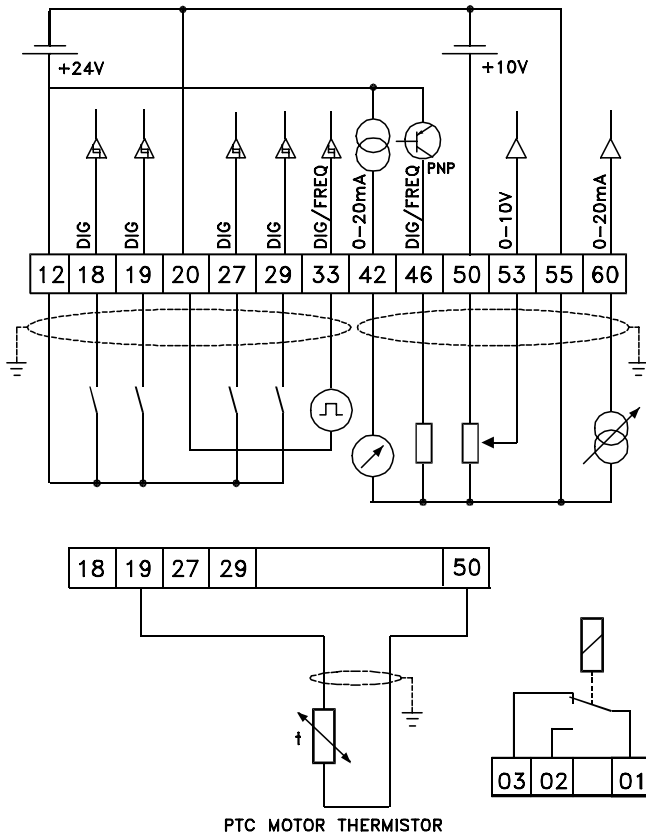 +24V
+10V
PNP
DIG
DIG
DIG
DIG
DIG/FREQ
0-20mA
DIG/FREQ
0-10V
0-20mA
12 18 19 20 27 29 33 42 46 50 53 55 60
18 19 27 29 50
t
03 02 01
PTC MOTOR THERMISTOR